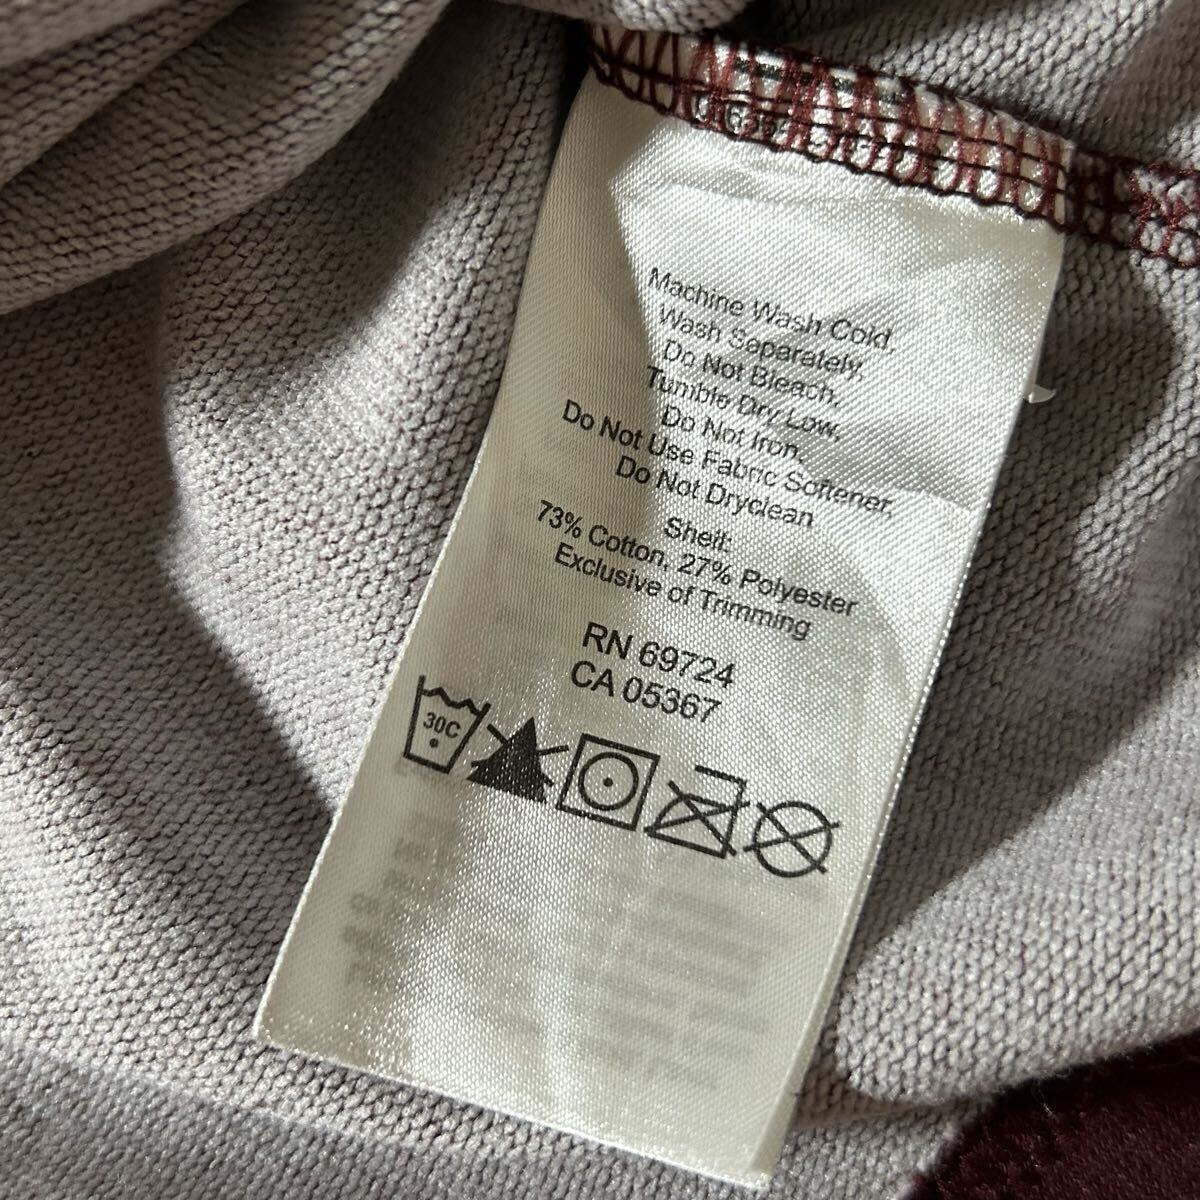 Machine Wash Cold,
Wash Separately,
Do Not Bleach,
Tumble Dry Low,
Do Not Iron,
Do Not Use Fabric Softener,
Do Not Dryclean
Shell:
73% Cotton, 27% Polyester
Exclusive of Trimming
RN 69724
CA 05367
30C